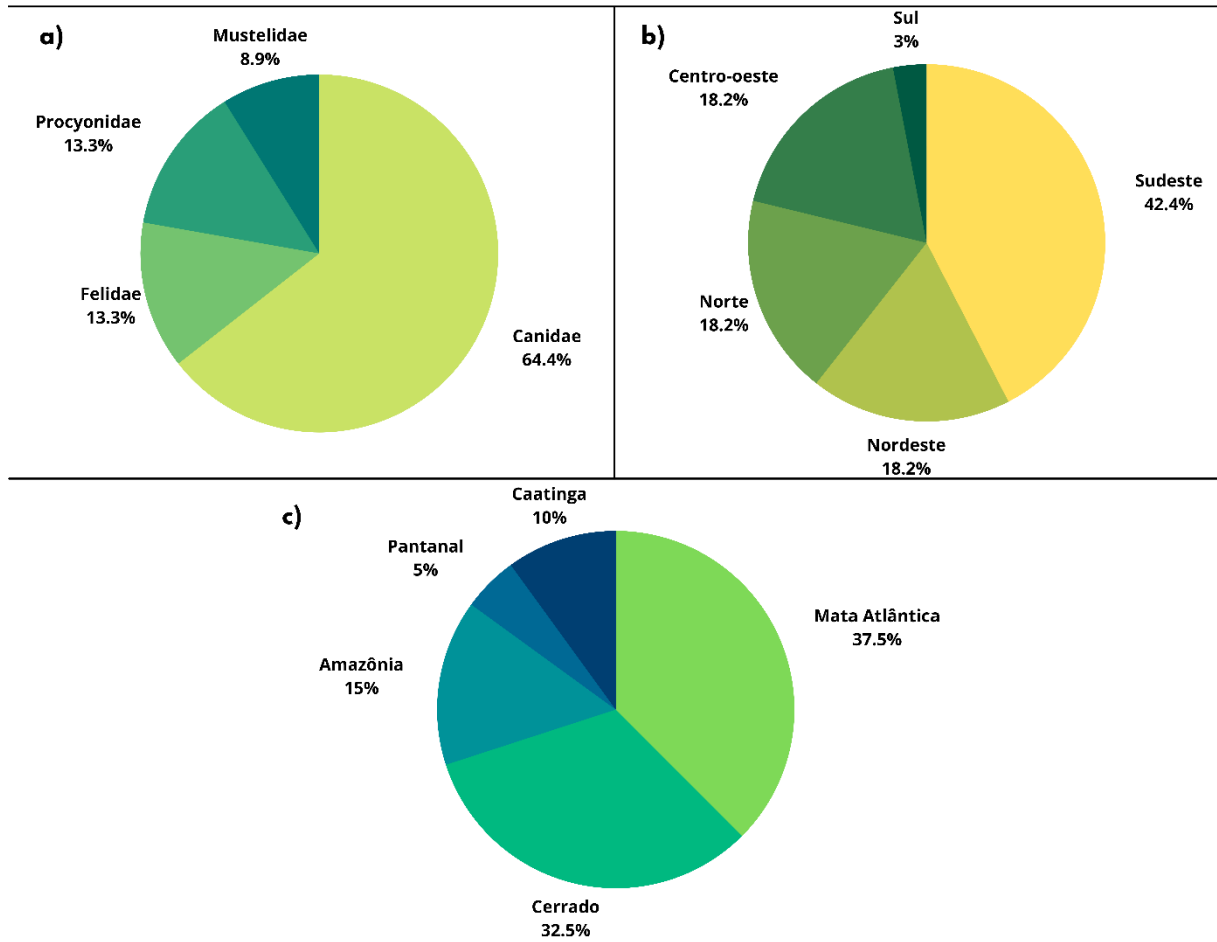 a)
Mustelidae
8.9%
Procyonidae
13.3%
Felidae
13.3%
Canidae
64.4%
b)
Sul
3%
Centro-oeste
18.2%
Sudeste
42.4%
Norte
18.2%
Nordeste
18.2%
c)
Caatinga
10%
Pantanal
5%
Mata Atlântica
37.5%
Amazônia
15%
Cerrado
32.5%